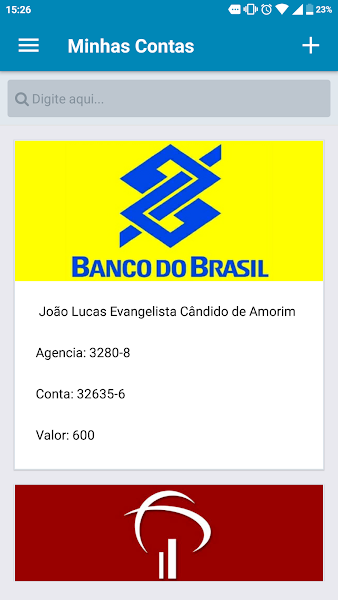 15:26
23%
Minhas Contas
Digite aqui...
BANCO DO BRASIL
João Lucas Evangelista Cândido de Amorim
Agencia: 3280-8
Conta: 32635-6
Valor: 600